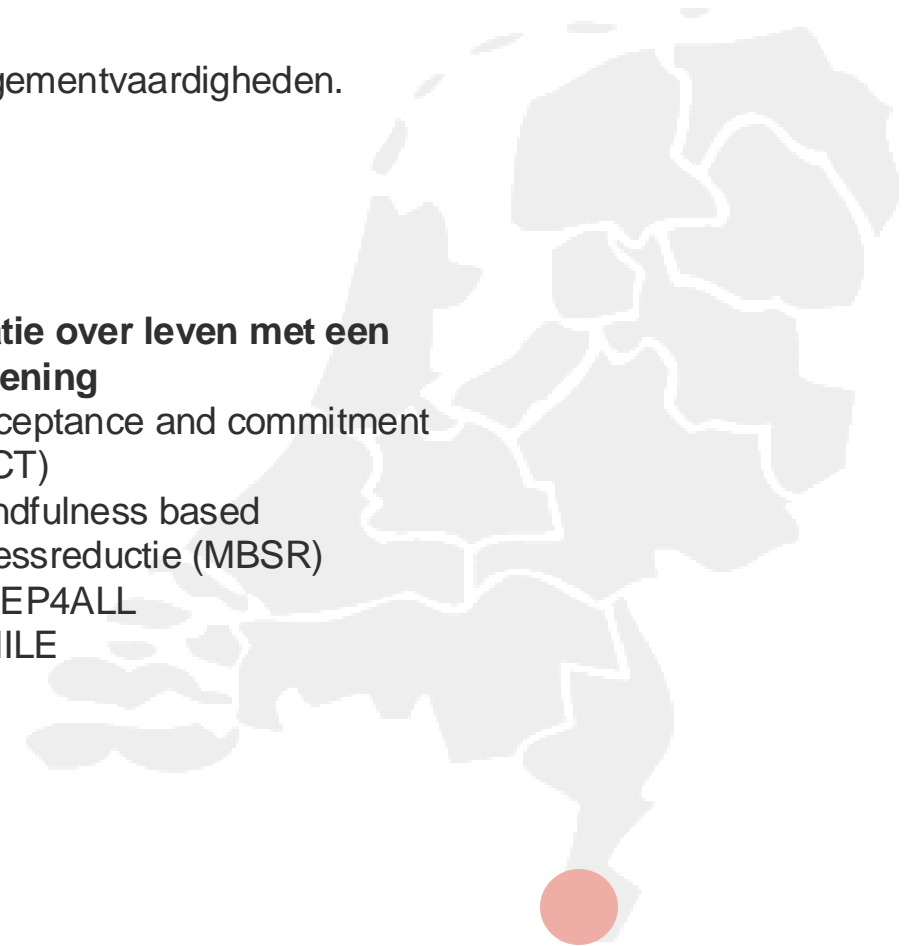 gementvaardigheden.
tie over leven met een
ening
ceptance and commitment
CT)
ndfulness based
essreductie (MBSR)
EP4ALL
IILE